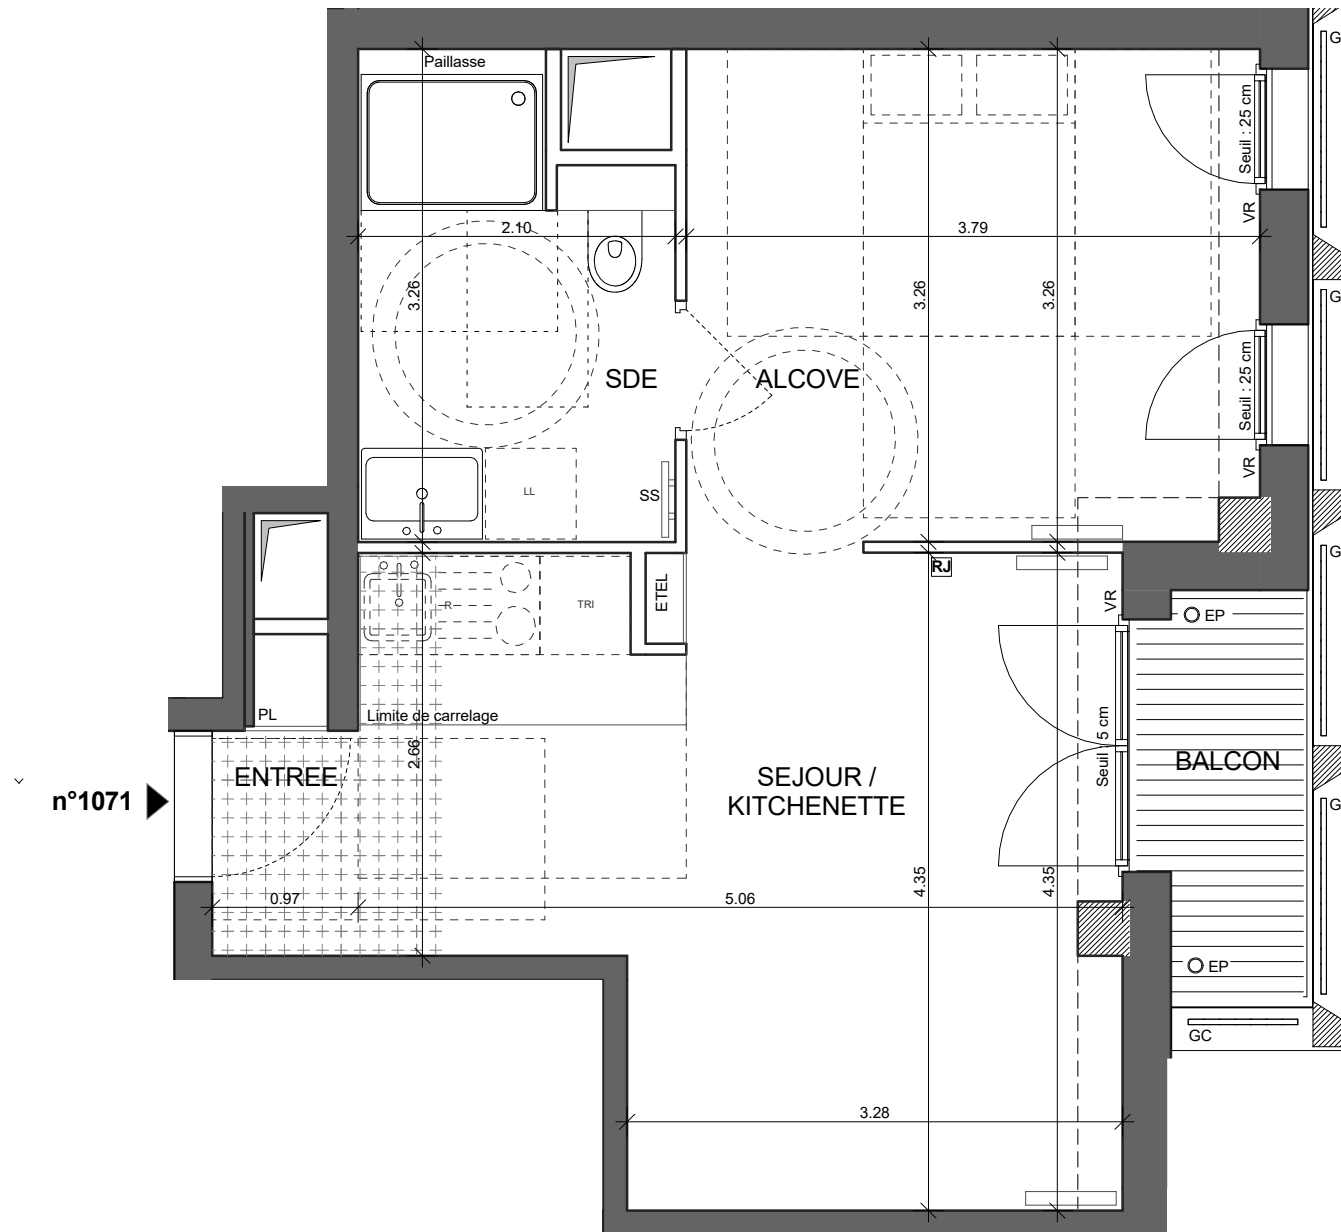 Paillasse
G
Seuil : 25 cm
VR
2.10
3.79
3.26
3.26
3.26
G
SDE
ALCOVE
Seuil : 25 cm
VR
LL
SS
G
RJ
ETEL
R
TRI
VR
EP
PL
Limite de carrelage
2.66
Seuil : 5 cm
ENTREE
SEJOUR /
KITCHENETTE
BALCON
n°1071
G
4.35
4.35
0.97
5.06
EP
GC
3.28